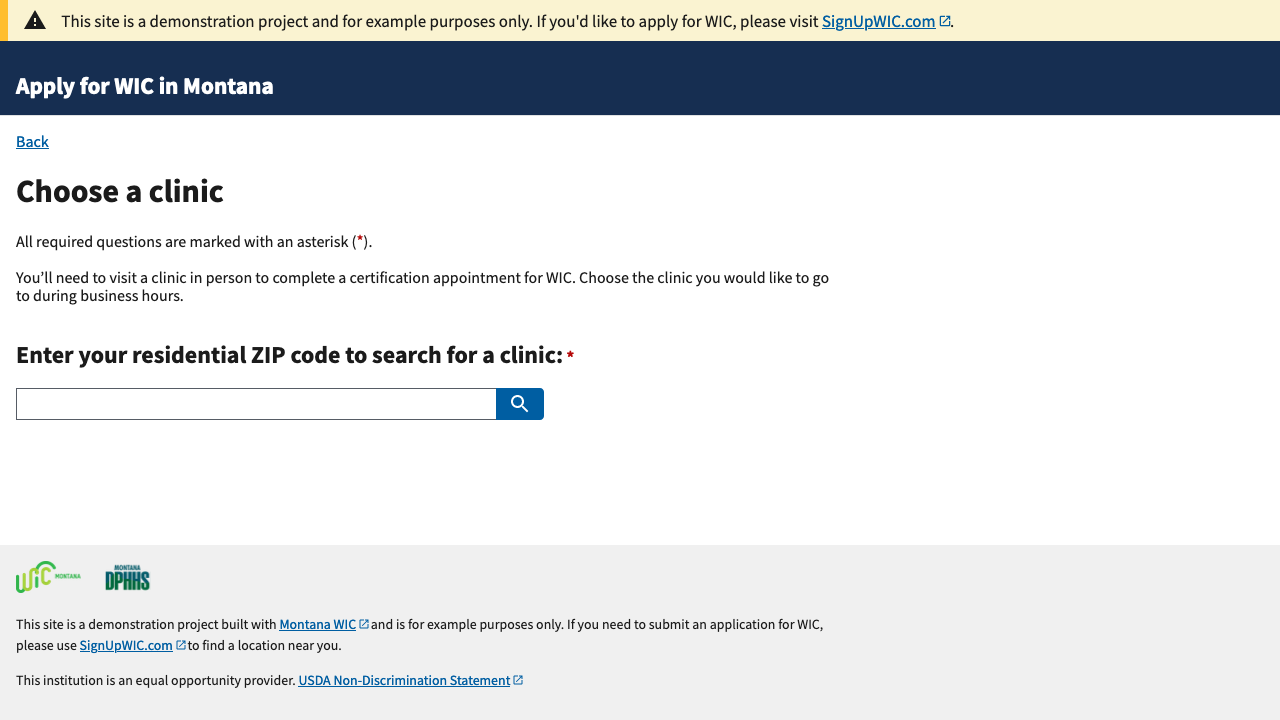 This site is a demonstration project and for example purposes only. If you'd like to apply for WIC, please visit SignUpWIC.com.
Apply for WIC in Montana
Back
Choose a clinic
All required questions are marked with an asterisk (*).
You’ll need to visit a clinic in person to complete a certification appointment for WIC. Choose the clinic you would like to go
to during business hours.
Enter your residential ZIP code to search for a clinic: *
WIC MONTANA
MONTANA
DPHHS
This site is a demonstration project built with Montana WIC and is for example purposes only. If you need to submit an application for WIC,
please use SignUpWIC.com to find a location near you.
This institution is an equal opportunity provider. USDA Non-Discrimination Statement